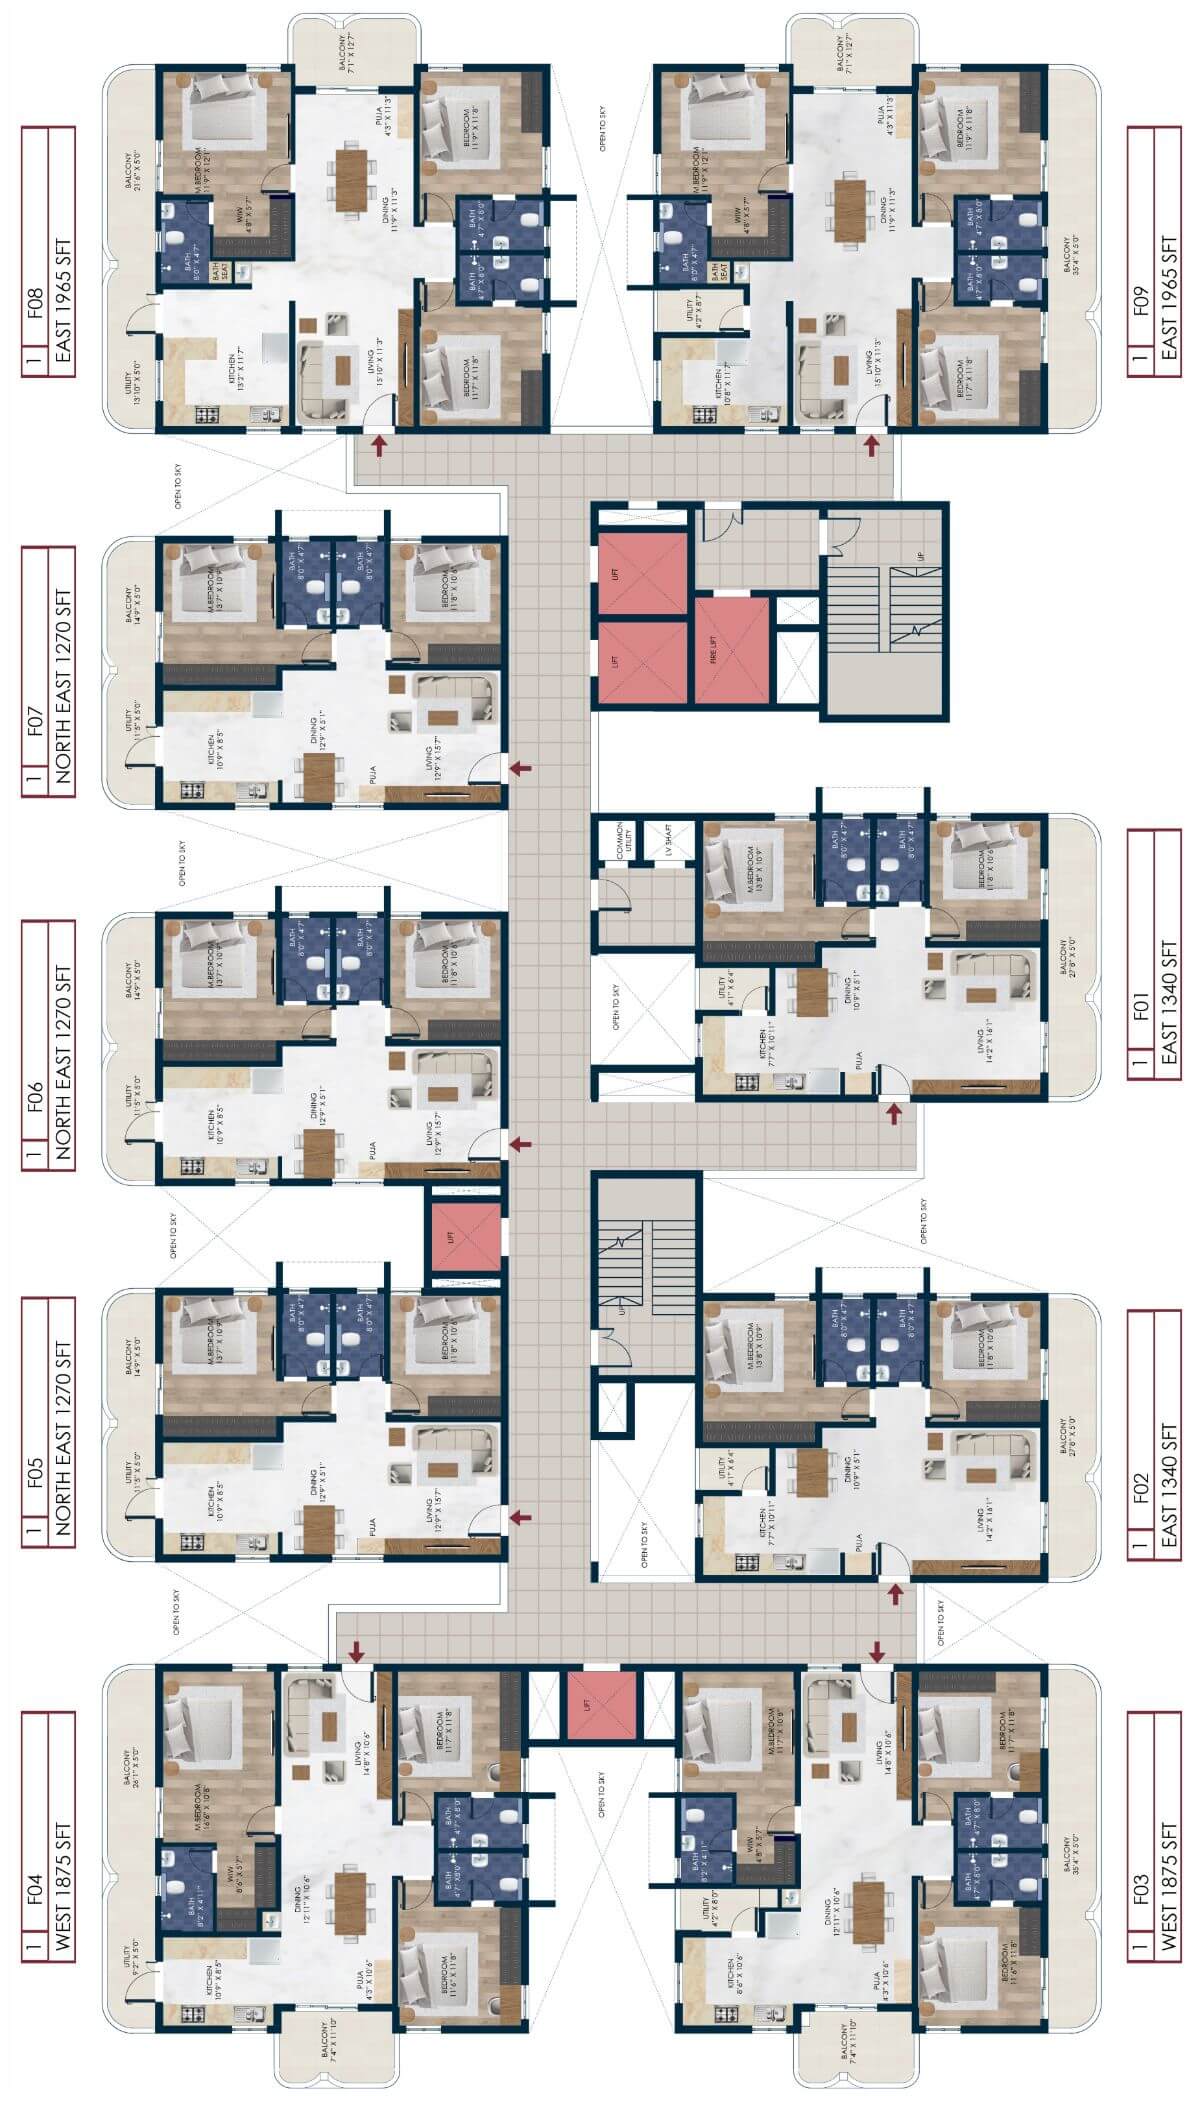 1 F08
EAST 1965 SFT
BALCONY
7'1" X 12'7"
BALCONY
21'6" X 5'0"
M.BEDROOM
11'9" X 12'1"
WIW
4'8" X 5'7"
BATH
8'0" X 4'7"
BATH
SEAT
PUJA
4'3" X 11'3"
DINING
11'9" X 11'3"
BEDROOM
11'9" X 11'8"
BATH
4'7" X 8'0"
BATH
4'7" X 8'0"
UTILITY
13'10" X 5'0"
KITCHEN
13'2" X 11'7"
LIVING
15'10" X 11'3"
BEDROOM
11'7" X 11'8"
OPEN TO SKY
1 F09
EAST 1965 SFT
BALCONY
7'1" X 12'7"
M.BEDROOM
11'9" X 12'1"
WIW
4'8" X 5'7"
BATH
8'0" X 4'7"
BATH
SEAT
PUJA
4'3" X 11'3"
DINING
11'9" X 11'3"
BEDROOM
11'9" X 11'8"
BATH
4'7" X 8'0"
BATH
4'7" X 8'0"
BALCONY
35'4" X 5'0"
UTILITY
4'2" X 8'7"
KITCHEN
10'8" X 11'7"
LIVING
15'10" X 11'3"
BEDROOM
11'7" X 11'8"
OPEN TO SKY
1 F07
NORTH EAST 1270 SFT
BALCONY
14'9" X 5'0"
M.BEDROOM
13'7" X 10'9"
BATH
8'0" X 4'7"
BATH
8'0" X 4'7"
BEDROOM
11'8" X 10'6"
UTILITY
11'5" X 5'0"
KITCHEN
10'9" X 8'5"
DINING
12'9" X 5'1"
PUJA
LIVING
12'9" X 15'7"
LIFT
LIFT
FIRE LIFT
UP
OPEN TO SKY
1 F06
NORTH EAST 1270 SFT
BALCONY
14'9" X 5'0"
M.BEDROOM
13'7" X 10'9"
BATH
8'0" X 4'7"
BATH
8'0" X 4'7"
BEDROOM
11'8" X 10'6"
UTILITY
11'5" X 5'0"
KITCHEN
10'9" X 8'5"
DINING
12'9" X 5'1"
PUJA
LIVING
12'9" X 15'7"
COMMON
UTILITY
LV SHAFT
OPEN TO SKY
1 F01
EAST 1340 SFT
M.BEDROOM
13'8" X 10'9"
BATH
8'0" X 4'7"
BATH
8'0" X 4'7"
BEDROOM
11'8" X 10'6"
BALCONY
27'8" X 5'0"
UTILITY
4'1" X 6'4"
KITCHEN
7'7" X 10'11"
DINING
10'9" X 5'1"
PUJA
LIVING
14'2" X 16'1"
OPEN TO SKY
LIFT
UP
OPEN TO SKY
1 F05
NORTH EAST 1270 SFT
BALCONY
14'9" X 5'0"
M.BEDROOM
13'7" X 10'9"
BATH
8'0" X 4'7"
BATH
8'0" X 4'7"
BEDROOM
11'8" X 10'6"
UTILITY
11'5" X 5'0"
KITCHEN
10'9" X 8'5"
DINING
12'9" X 5'1"
PUJA
LIVING
12'9" X 15'7"
OPEN TO SKY
1 F02
EAST 1340 SFT
M.BEDROOM
13'8" X 10'9"
BATH
8'0" X 4'7"
BATH
8'0" X 4'7"
BEDROOM
11'8" X 10'6"
BALCONY
27'8" X 5'0"
UTILITY
4'1" X 6'4"
KITCHEN
7'7" X 10'11"
DINING
10'9" X 5'1"
PUJA
LIVING
14'2" X 16'1"
OPEN TO SKY
OPEN TO SKY
1 F04
WEST 1875 SFT
BALCONY
26'1" X 5'0"
M.BEDROOM
16'6" X 10'8"
LIVING
14'8" X 10'6"
BEDROOM
11'7" X 11'8"
WIW
8'6" X 5'7"
BATH
8'2" X 4'11"
DINING
12'11" X 10'6"
BATH
4'7" X 8'0"
BATH
4'7" X 8'0"
UTILITY
9'2" X 5'0"
KITCHEN
10'9" X 8'5"
PUJA
4'3" X 10'6"
BEDROOM
11'6" X 11'8"
BALCONY
7'4" X 11'10"
LIFT
OPEN TO SKY
1 F03
WEST 1875 SFT
M.BEDROOM
11'7" X 10'8"
LIVING
14'8" X 10'6"
BEDROOM
11'7" X 11'8"
WIW
4'8" X 5'7"
BATH
8'2" X 4'11"
DINING
12'11" X 10'6"
BATH
4'7" X 8'0"
BATH
4'7" X 8'0"
BALCONY
35'4" X 5'0"
UTILITY
4'2" X 8'0"
KITCHEN
8'6" X 10'6"
PUJA
4'3" X 10'6"
BEDROOM
11'6" X 11'8"
BALCONY
7'4" X 11'10"